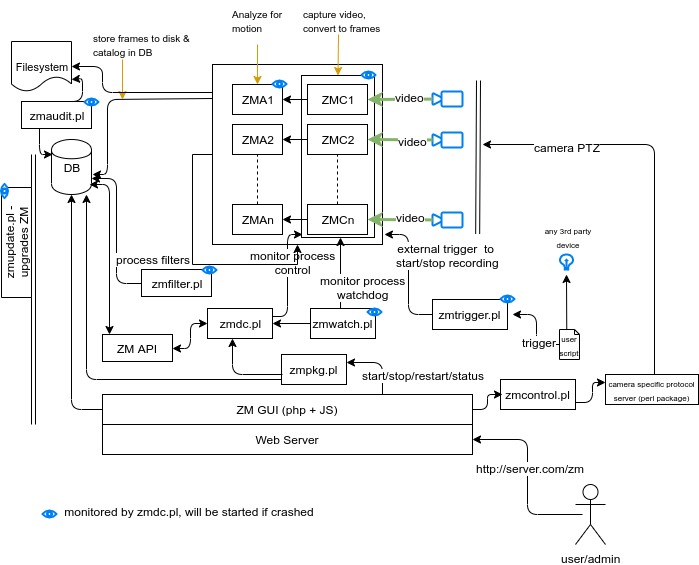 Analyze for
motion
capture video,
convert to frames
store frames to disk &
catalog in DB
Filesystem
zmaudit.pl
DB
zmupdate.pl -
upgrades ZM
ZMA1
ZMC1
video
ZMA2
ZMC2
video
ZMAn
ZMCn
video
camera PTZ
any 3rd party
device
external trigger to
start/stop recording
monitor process
control
process filters
zmfilter.pl
monitor process
watchdog
zmdc.pl
zmwatch.pl
zmtrigger.pl
trigger
user
script
ZM API
zmpkg.pl
start/stop/restart/status
zmcontrol.pl
camera specific protocol
server (perl package)
ZM GUI (php + JS)
Web Server
http://server.com/zm
monitored by zmdc.pl, will be started if crashed
user/admin